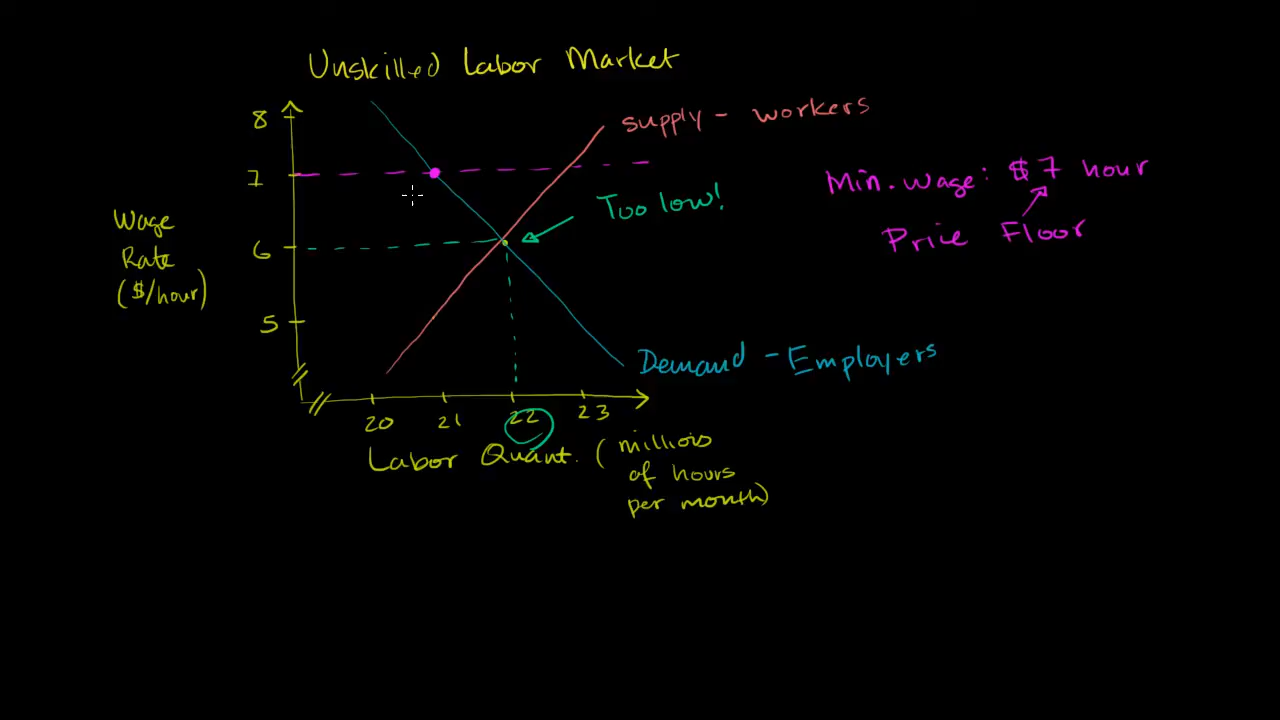 Unskilled Labor Market
8
7
6
5
Wage
Rate
($/hour)
supply - workers
Too low!
Min. wage: $7 hour
Price Floor
Demand - Employers
20 21 22 23
Labor Quant. (millions
of hours
per month)